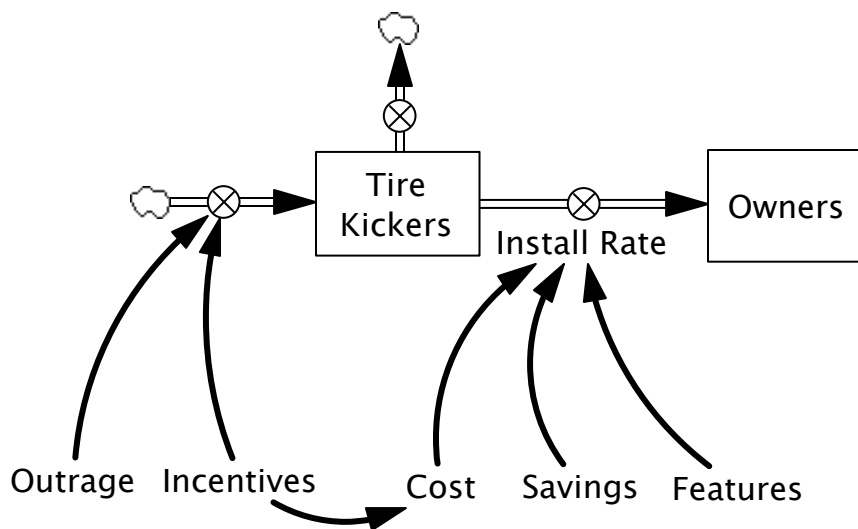 Tire
Kickers
Owners
Install Rate
Outrage
Incentives
Cost
Savings
Features